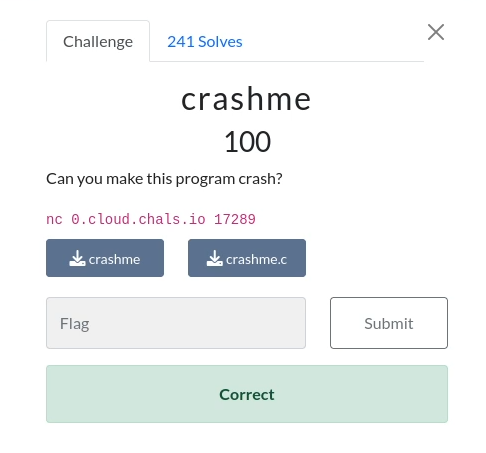 Challenge
241 Solves
crashme
100
Can you make this program crash?
nc 0.cloud.chals.io 17289
crashme
crashme.c
Flag
Submit
Correct